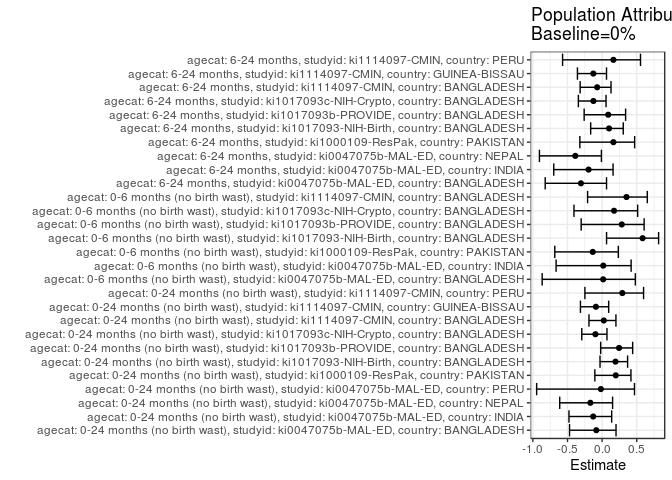 Population Attribu
Baseline=0%
agecat: 6-24 months, studyid: ki1114097-CMIN, country: PERU
agecat: 6-24 months, studyid: ki1114097-CMIN, country: GUINEA-BISSAU
agecat: 6-24 months, studyid: ki1114097-CMIN, country: BANGLADESH
agecat: 6-24 months, studyid: ki1017093c-NIH-Crypto, country: BANGLADESH
agecat: 6-24 months, studyid: ki1017093b-PROVIDE, country: BANGLADESH
agecat: 6-24 months, studyid: ki1017093-NIH-Birth, country: BANGLADESH
agecat: 6-24 months, studyid: ki1000109-ResPak, country: PAKISTAN
agecat: 6-24 months, studyid: ki0047075b-MAL-ED, country: NEPAL
agecat: 6-24 months, studyid: ki0047075b-MAL-ED, country: INDIA
agecat: 6-24 months, studyid: ki0047075b-MAL-ED, country: BANGLADESH
agecat: 0-6 months (no birth wast), studyid: ki1114097-CMIN, country: BANGLADESH
agecat: 0-6 months (no birth wast), studyid: ki1017093c-NIH-Crypto, country: BANGLADESH
agecat: 0-6 months (no birth wast), studyid: ki1017093b-PROVIDE, country: BANGLADESH
agecat: 0-6 months (no birth wast), studyid: ki1017093-NIH-Birth, country: BANGLADESH
agecat: 0-6 months (no birth wast), studyid: ki1000109-ResPak, country: PAKISTAN
agecat: 0-6 months (no birth wast), studyid: ki0047075b-MAL-ED, country: INDIA
agecat: 0-6 months (no birth wast), studyid: ki0047075b-MAL-ED, country: BANGLADESH
agecat: 0-24 months (no birth wast), studyid: ki1114097-CMIN, country: PERU
agecat: 0-24 months (no birth wast), studyid: ki1114097-CMIN, country: GUINEA-BISSAU
agecat: 0-24 months (no birth wast), studyid: ki1114097-CMIN, country: BANGLADESH
agecat: 0-24 months (no birth wast), studyid: ki1017093c-NIH-Crypto, country: BANGLADESH
agecat: 0-24 months (no birth wast), studyid: ki1017093b-PROVIDE, country: BANGLADESH
agecat: 0-24 months (no birth wast), studyid: ki1017093-NIH-Birth, country: BANGLADESH
agecat: 0-24 months (no birth wast), studyid: ki1000109-ResPak, country: PAKISTAN
agecat: 0-24 months (no birth wast), studyid: ki0047075b-MAL-ED, country: PERU
agecat: 0-24 months (no birth wast), studyid: ki0047075b-MAL-ED, country: NEPAL
agecat: 0-24 months (no birth wast), studyid: ki0047075b-MAL-ED, country: INDIA
agecat: 0-24 months (no birth wast), studyid: ki0047075b-MAL-ED, country: BANGLADESH
-1.0 -0.5 0.0 0.5
Estimate